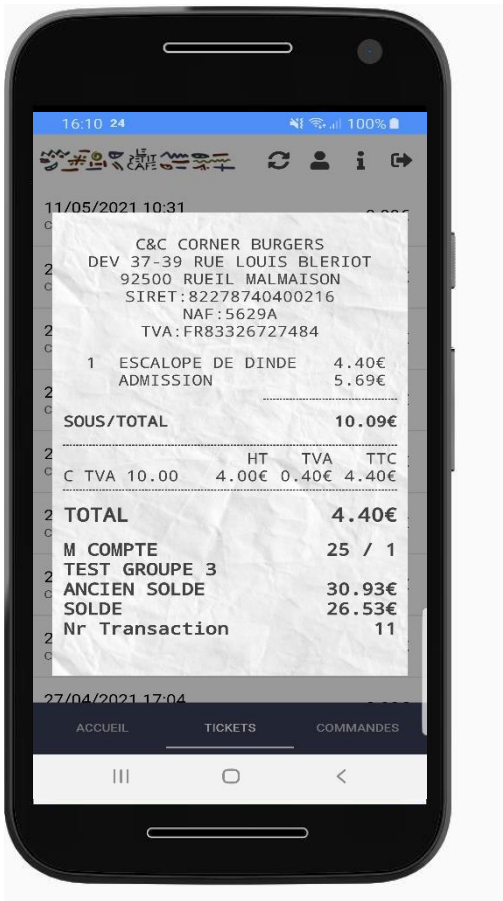 16:10 24 100%
11/05/2021 10:31
C&C CORNER BURGERS
DEV 37-39 RUE LOUIS BLERIOT
92500 RUEIL MALMAISON
SIRET:82278740400216
NAF:5629A
TVA:FR83326727484
1 ESCALOPE DE DINDE 4.40€
ADMISSION 5.69€
SOUS/TOTAL 10.09€
HT TVA TTC
C TVA 10.00 4.00€ 0.40€ 4.40€
TOTAL 4.40€
M COMPTE 25 / 1
TEST GROUPE 3
ANCIEN SOLDE 30.93€
SOLDE 26.53€
Nr Transaction 11
27/04/2021 17:04
ACCUEIL TICKETS COMMANDES